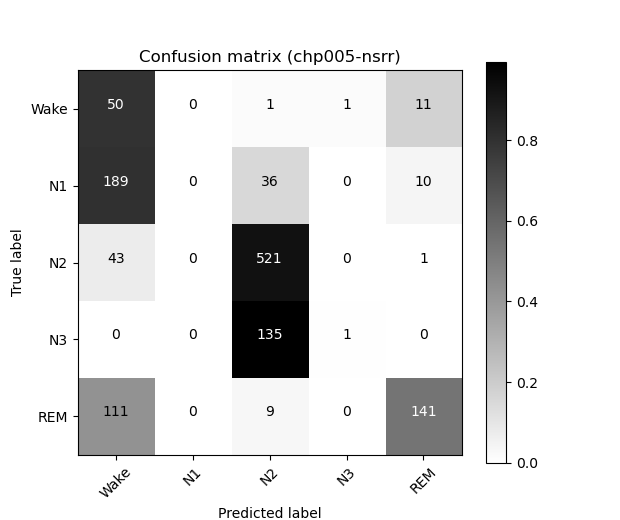 Confusion matrix (chp005-nsrr)
Wake 50 0 1 1 11
N1 189 0 36 0 10
N2 43 0 521 0 1
N3 0 0 135 1 0
REM 111 0 9 0 141
Wake N1 N2 N3 REM
Predicted label
True label
0.8
0.6
0.4
0.2
0.0